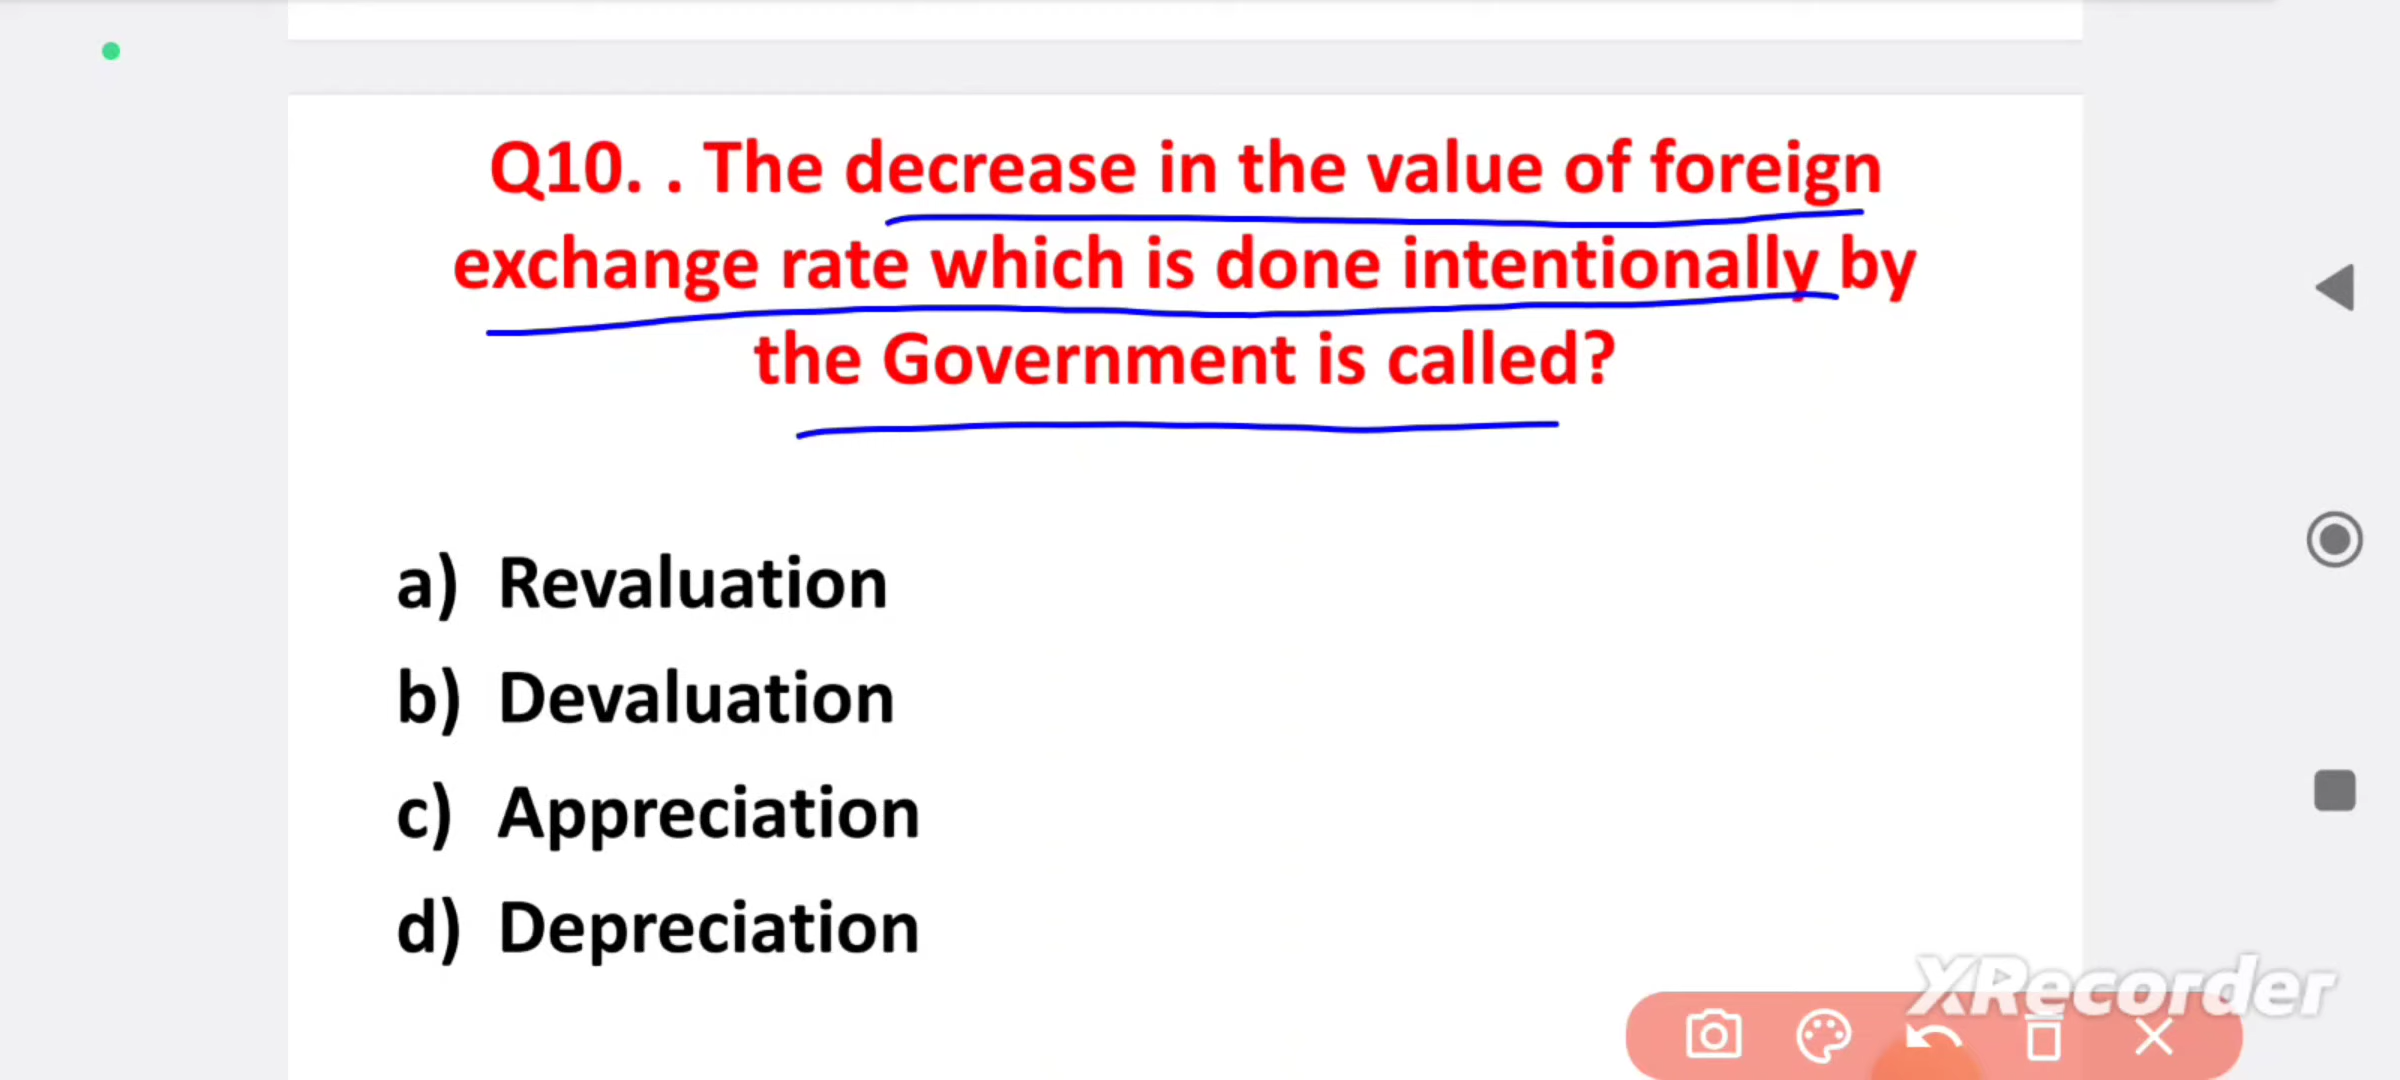 Q10. . The decrease in the value of foreign
exchange rate which is done intentionally by
the Government is called?
a) Revaluation
b) Devaluation
c) Appreciation
d) Depreciation
XRecorder